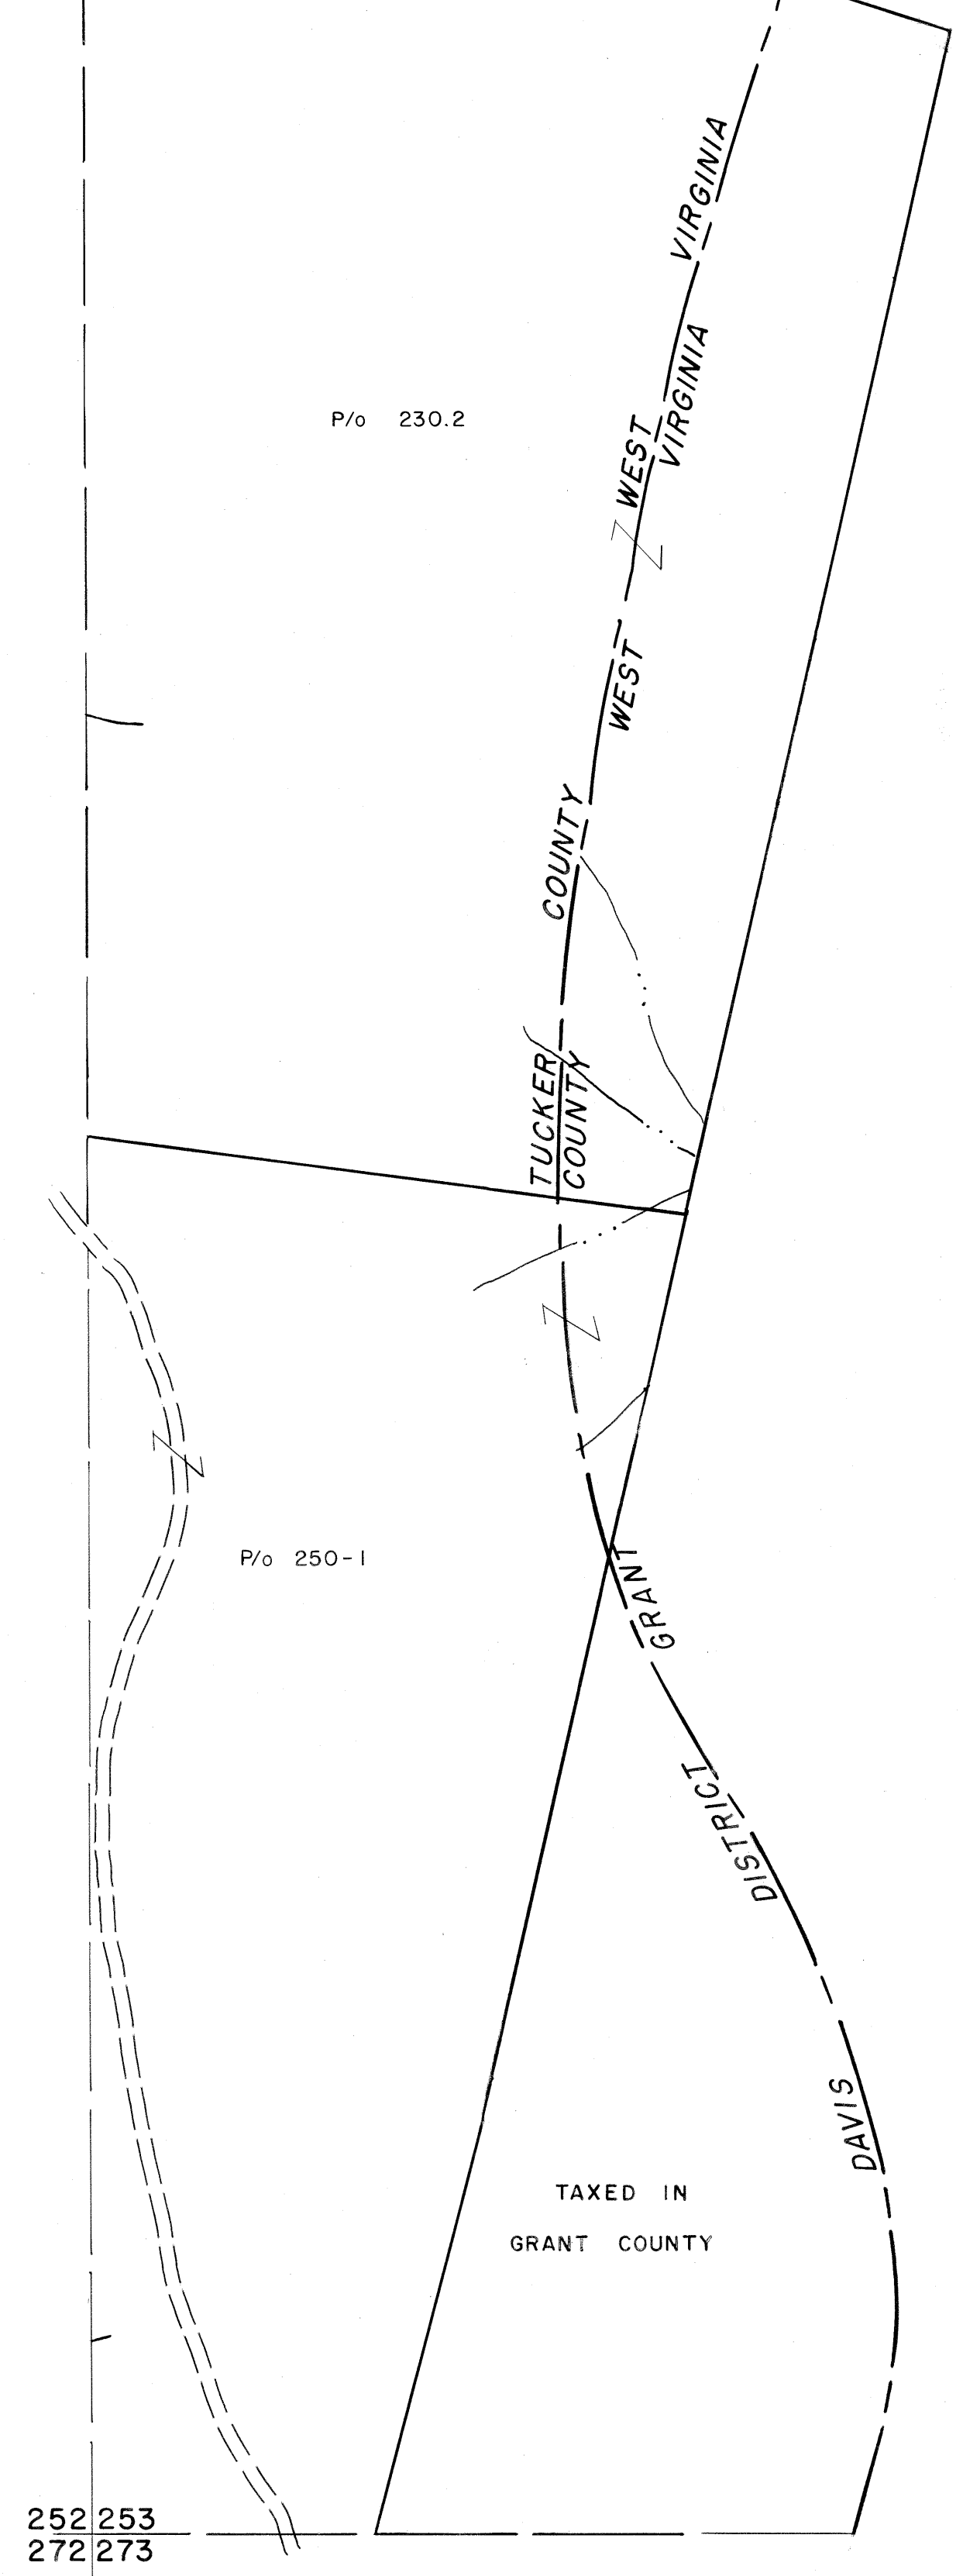 VIRGINIA
P/o 230.2
WEST
VIRGINIA
WEST
COUNTY
TUCKER
COUNTY
P/o 250-1
GRANT
DISTRICT
DAVIS
TAXED IN
GRANT COUNTY
252 253
272 273